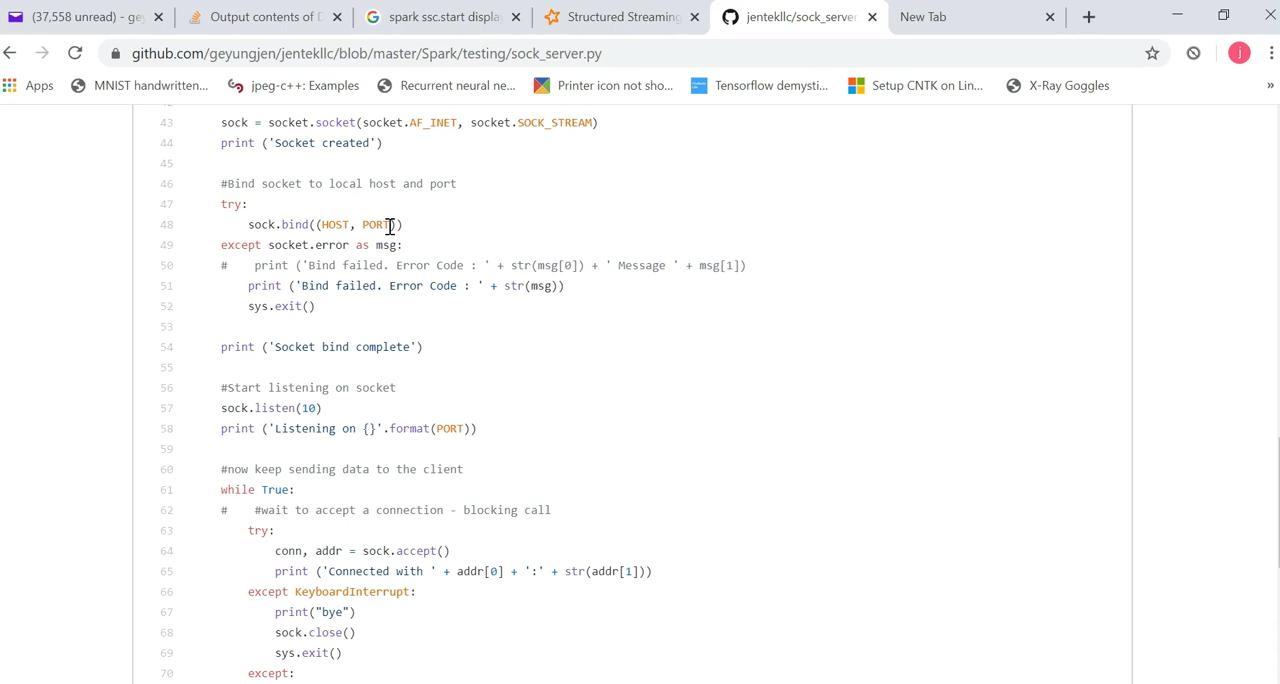 (37,558 unread) - ge
Output contents of D
spark ssc.start displa
Structured Streaming
jentekllc/sock_server
New Tab
github.com/geyungjen/jentekllc/blob/master/Spark/testing/sock_server.py
j
Apps
MNIST handwritten...
jpeg-c++: Examples
Recurrent neural ne...
Printer icon not sho...
Tensorflow demysti...
Setup CNTK on Lin...
X-Ray Goggles
»
43 sock = socket.socket(socket.AF_INET, socket.SOCK_STREAM)
44 print ('Socket created')
45
46 #Bind socket to local host and port
47 try:
48 sock.bind((HOST, PORT))
49 except socket.error as msg:
50 # print ('Bind failed. Error Code : ' + str(msg[0]) + ' Message ' + msg[1])
51 print ('Bind failed. Error Code : ' + str(msg))
52 sys.exit()
53
54 print ('Socket bind complete')
55
56 #Start listening on socket
57 sock.listen(10)
58 print ('Listening on {}'.format(PORT))
59
60 #now keep sending data to the client
61 while True:
62 # #wait to accept a connection - blocking call
63 try:
64 conn, addr = sock.accept()
65 print ('Connected with ' + addr[0] + ':' + str(addr[1]))
66 except KeyboardInterrupt:
67 print("bye")
68 sock.close()
69 sys.exit()
70 except: